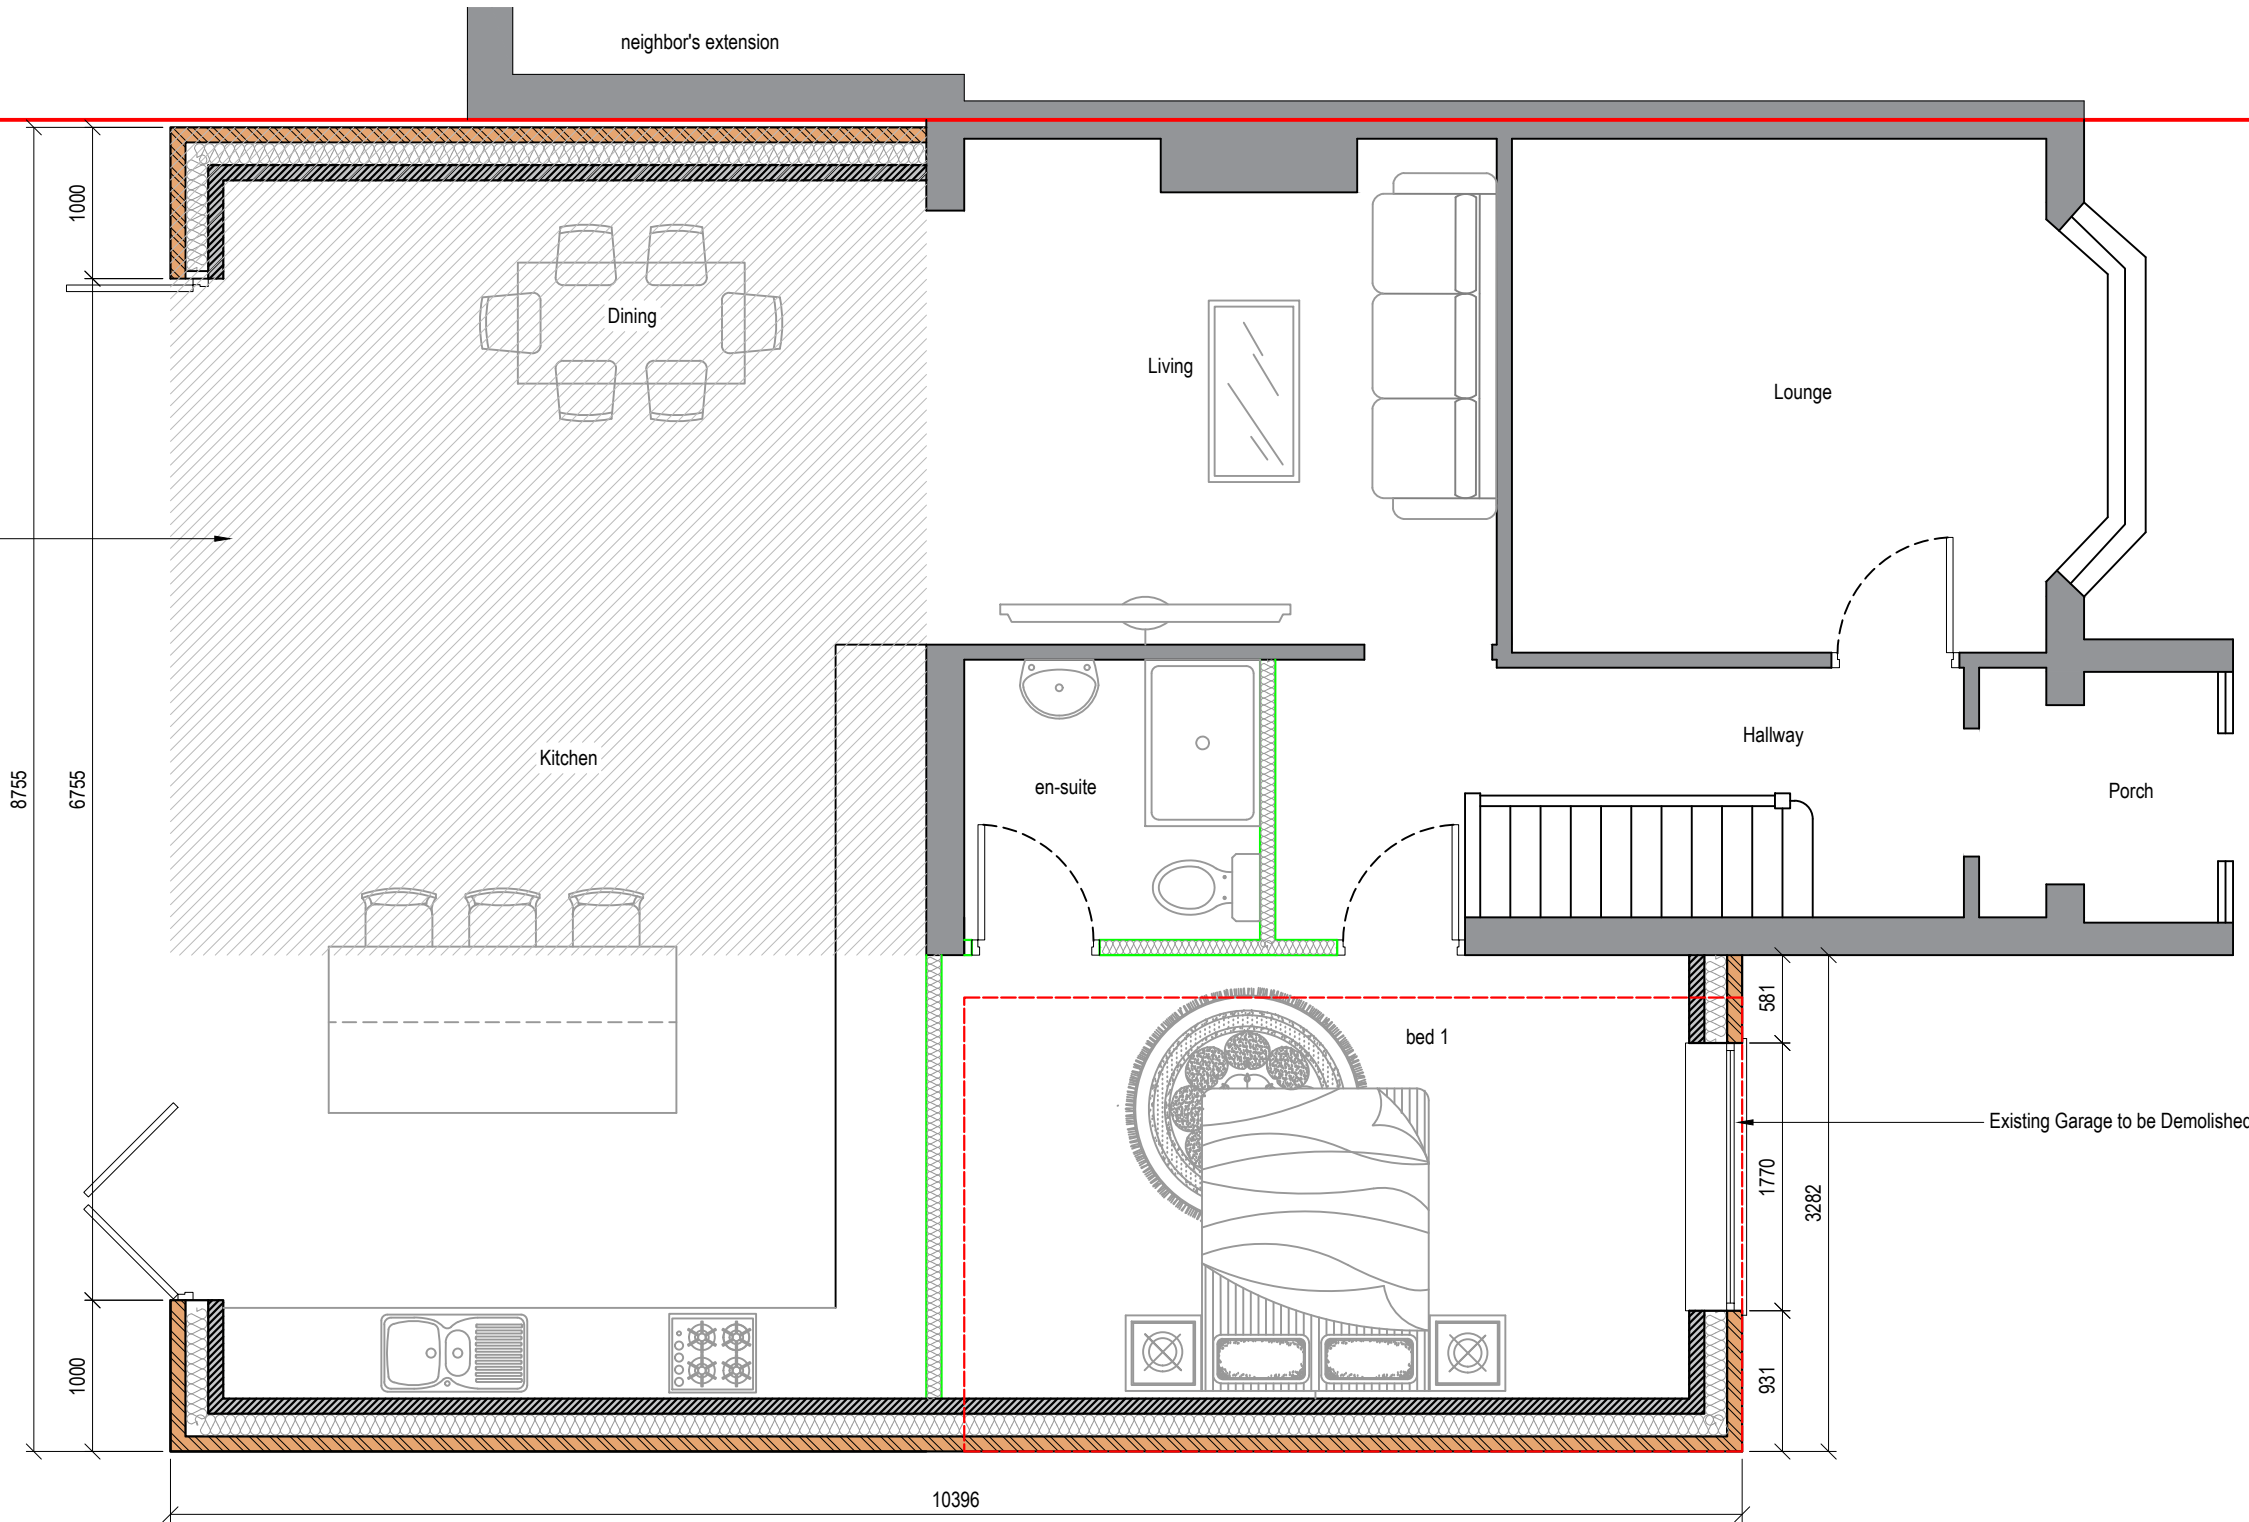 neighbor's extension
1000
Dining
Living
Lounge
Hallway
Kitchen
8755
6755
en-suite
Porch
581
bed 1
Existing Garage to be Demolished
1770
3282
1000
931
10396